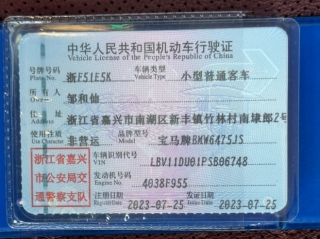 中华人民共和国机动车行驶证
Vehicle License of the People's Republic of China
号牌号码 浙F51E5K 车辆类型 小型普通客车
Plate No. Vehicle Type
所有人 邹和仙
Owner
住址 浙江省嘉兴市南湖区新丰镇竹林村南埭郎2号
使用性质 非营运 品牌型号 宝马牌BMW6475JS
浙江省嘉兴
市公安局交
通警察支队
车辆识别代号 LBV11DU01PSB06748
VIN
发动机号码 4038F955
Engine No.
注册日期 2023-07-25 发证日期 2023-07-25
Register Date Issue Date